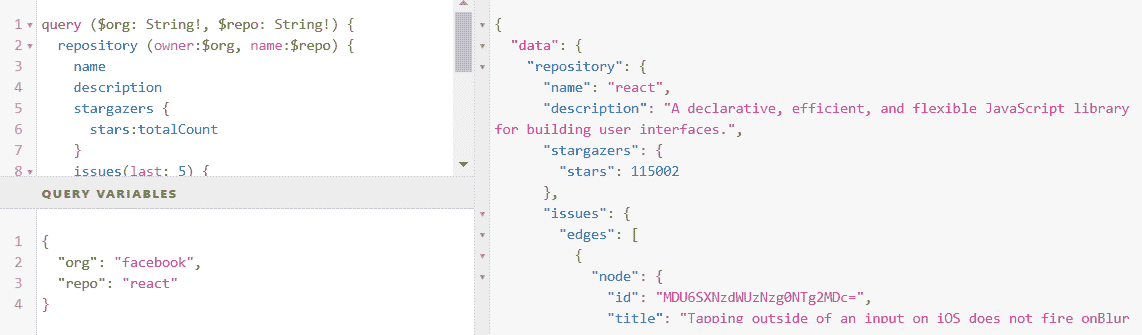 1 query ($org: String!, $repo: String!) {
2 repository (owner:$org, name:$repo) {
3 name
4 description
5 stargazers {
6 stars:totalCount
7 }
8 issues(last: 5) {
QUERY VARIABLES
1 {
2 "org": "facebook",
3 "repo": "react"
4 }
{
"data": {
"repository": {
"name": "react",
"description": "A declarative, efficient, and flexible JavaScript library
for building user interfaces.",
"stargazers": {
"stars": 115002
},
"issues": {
"edges": [
{
"node": {
"id": "MDU6SXNzdWUzNzg0NTg2MDc=",
"title": "Tapping outside of an input on iOS does not fire onBlur